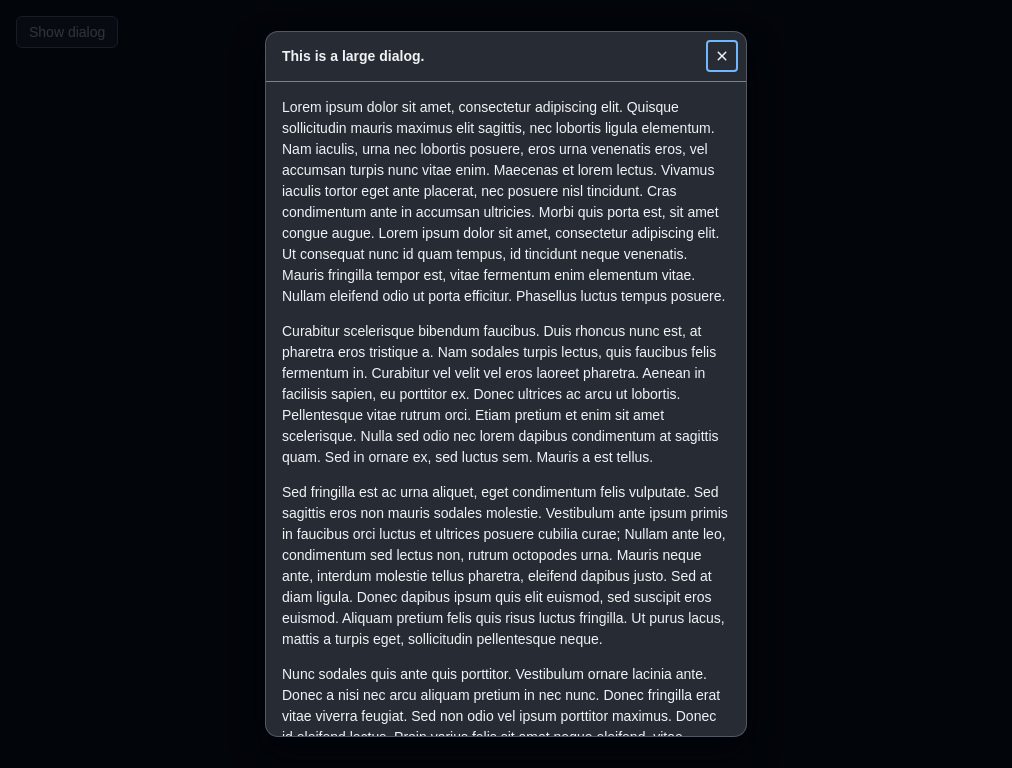 Show dialog
This is a large dialog.
Lorem ipsum dolor sit amet, consectetur adipiscing elit. Quisque
sollicitudin mauris maximus elit sagittis, nec lobortis ligula elementum.
Nam iaculis, urna nec lobortis posuere, eros urna venenatis eros, vel
accumsan turpis nunc vitae enim. Maecenas et lorem lectus. Vivamus
iaculis tortor eget ante placerat, nec posuere nisl tincidunt. Cras
condimentum ante in accumsan ultricies. Morbi quis porta est, sit amet
congue augue. Lorem ipsum dolor sit amet, consectetur adipiscing elit.
Ut consequat nunc id quam tempus, id tincidunt neque venenatis.
Mauris fringilla tempor est, vitae fermentum enim elementum vitae.
Nullam eleifend odio ut porta efficitur. Phasellus luctus tempus posuere.
Curabitur scelerisque bibendum faucibus. Duis rhoncus nunc est, at
pharetra eros tristique a. Nam sodales turpis lectus, quis faucibus felis
fermentum in. Curabitur vel velit vel eros laoreet pharetra. Aenean in
facilisis sapien, eu porttitor ex. Donec ultrices ac arcu ut lobortis.
Pellentesque vitae rutrum orci. Etiam pretium et enim sit amet
scelerisque. Nulla sed odio nec lorem dapibus condimentum at sagittis
quam. Sed in ornare ex, sed luctus sem. Mauris a est tellus.
Sed fringilla est ac urna aliquet, eget condimentum felis vulputate. Sed
sagittis eros non mauris sodales molestie. Vestibulum ante ipsum primis
in faucibus orci luctus et ultrices posuere cubilia curae; Nullam ante leo,
condimentum sed lectus non, rutrum octopodes urna. Mauris neque
ante, interdum molestie tellus pharetra, eleifend dapibus justo. Sed at
diam ligula. Donec dapibus ipsum quis elit euismod, sed suscipit eros
euismod. Aliquam pretium felis quis risus luctus fringilla. Ut purus lacus,
mattis a turpis eget, sollicitudin pellentesque neque.
Nunc sodales quis ante quis porttitor. Vestibulum ornare lacinia ante.
Donec a nisi nec arcu aliquam pretium in nec nunc. Donec fringilla erat
vitae viverra feugiat. Sed non odio vel ipsum porttitor maximus. Donec
id eleifend lectus. Proin varius felis sit amet neque eleifend, vitae